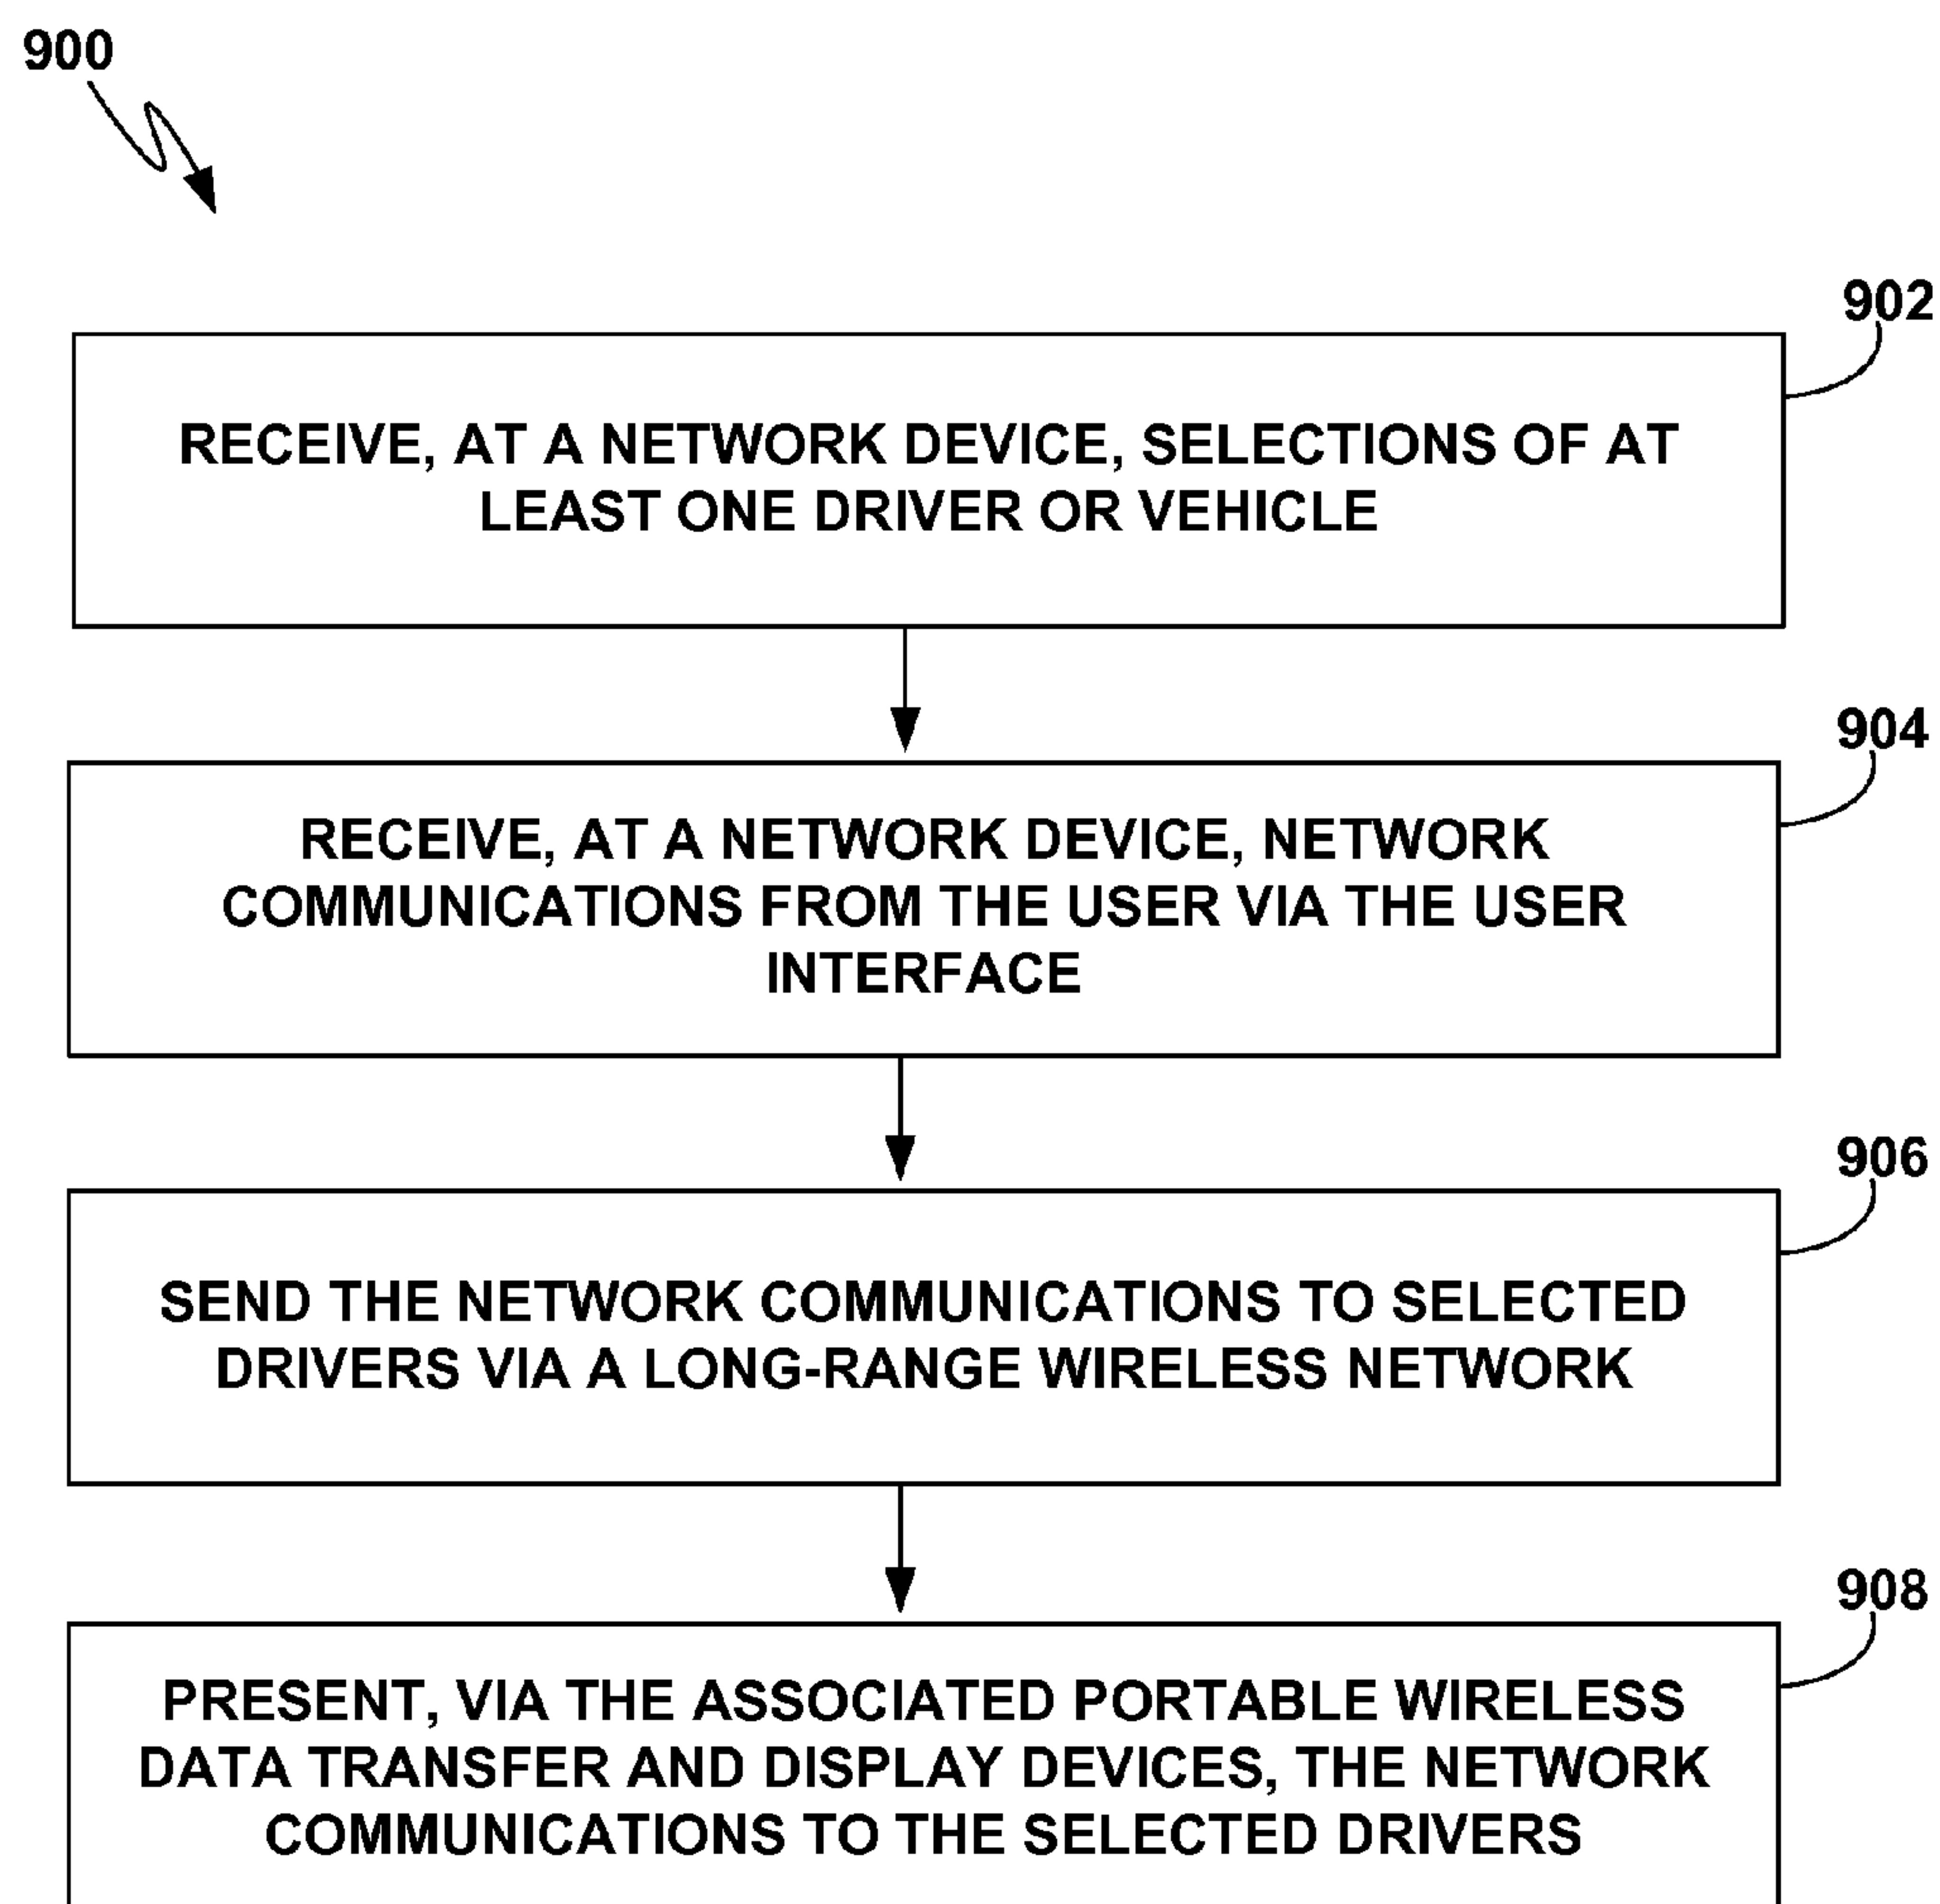 900
902
RECEIVE, AT A NETWORK DEVICE, SELECTIONS OF AT
LEAST ONE DRIVER OR VEHICLE
904
RECEIVE, AT A NETWORK DEVICE, NETWORK
COMMUNICATIONS FROM THE USER VIA THE USER
INTERFACE
906
SEND THE NETWORK COMMUNICATIONS TO SELECTED
DRIVERS VIA A LONG-RANGE WIRELESS NETWORK
908
PRESENT, VIA THE ASSOCIATED PORTABLE WIRELESS
DATA TRANSFER AND DISPLAY DEVICES, THE NETWORK
COMMUNICATIONS TO THE SELECTED DRIVERS